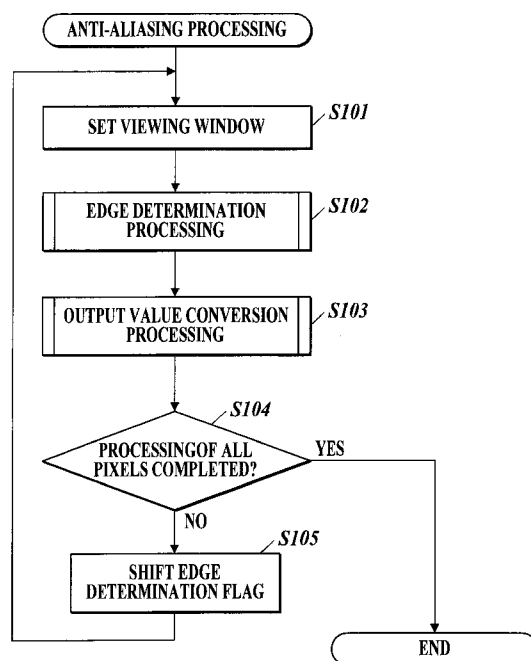 ANTI-ALIASING PROCESSING
S101
SET VIEWING WINDOW
S102
EDGE DETERMINATION
PROCESSING
S103
OUTPUT VALUE CONVERSION
PROCESSING
S104
PROCESSINGOF ALL
PIXELS COMPLETED?
YES
NO
S105
SHIFT EDGE
DETERMINATION FLAG
END